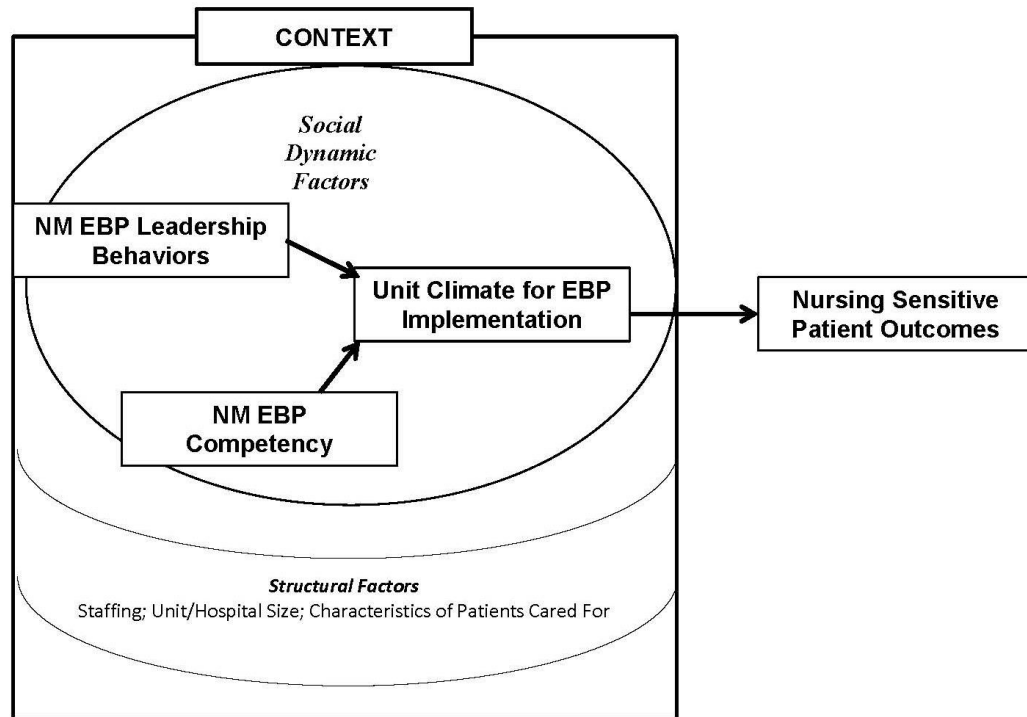 CONTEXT
Social
Dynamic
Factors
NM EBP Leadership
Behaviors
Unit Climate for EBP
Implementation
Nursing Sensitive
Patient Outcomes
NM EBP
Competency
Structural Factors
Staffing; Unit/Hospital Size; Characteristics of Patients Cared For